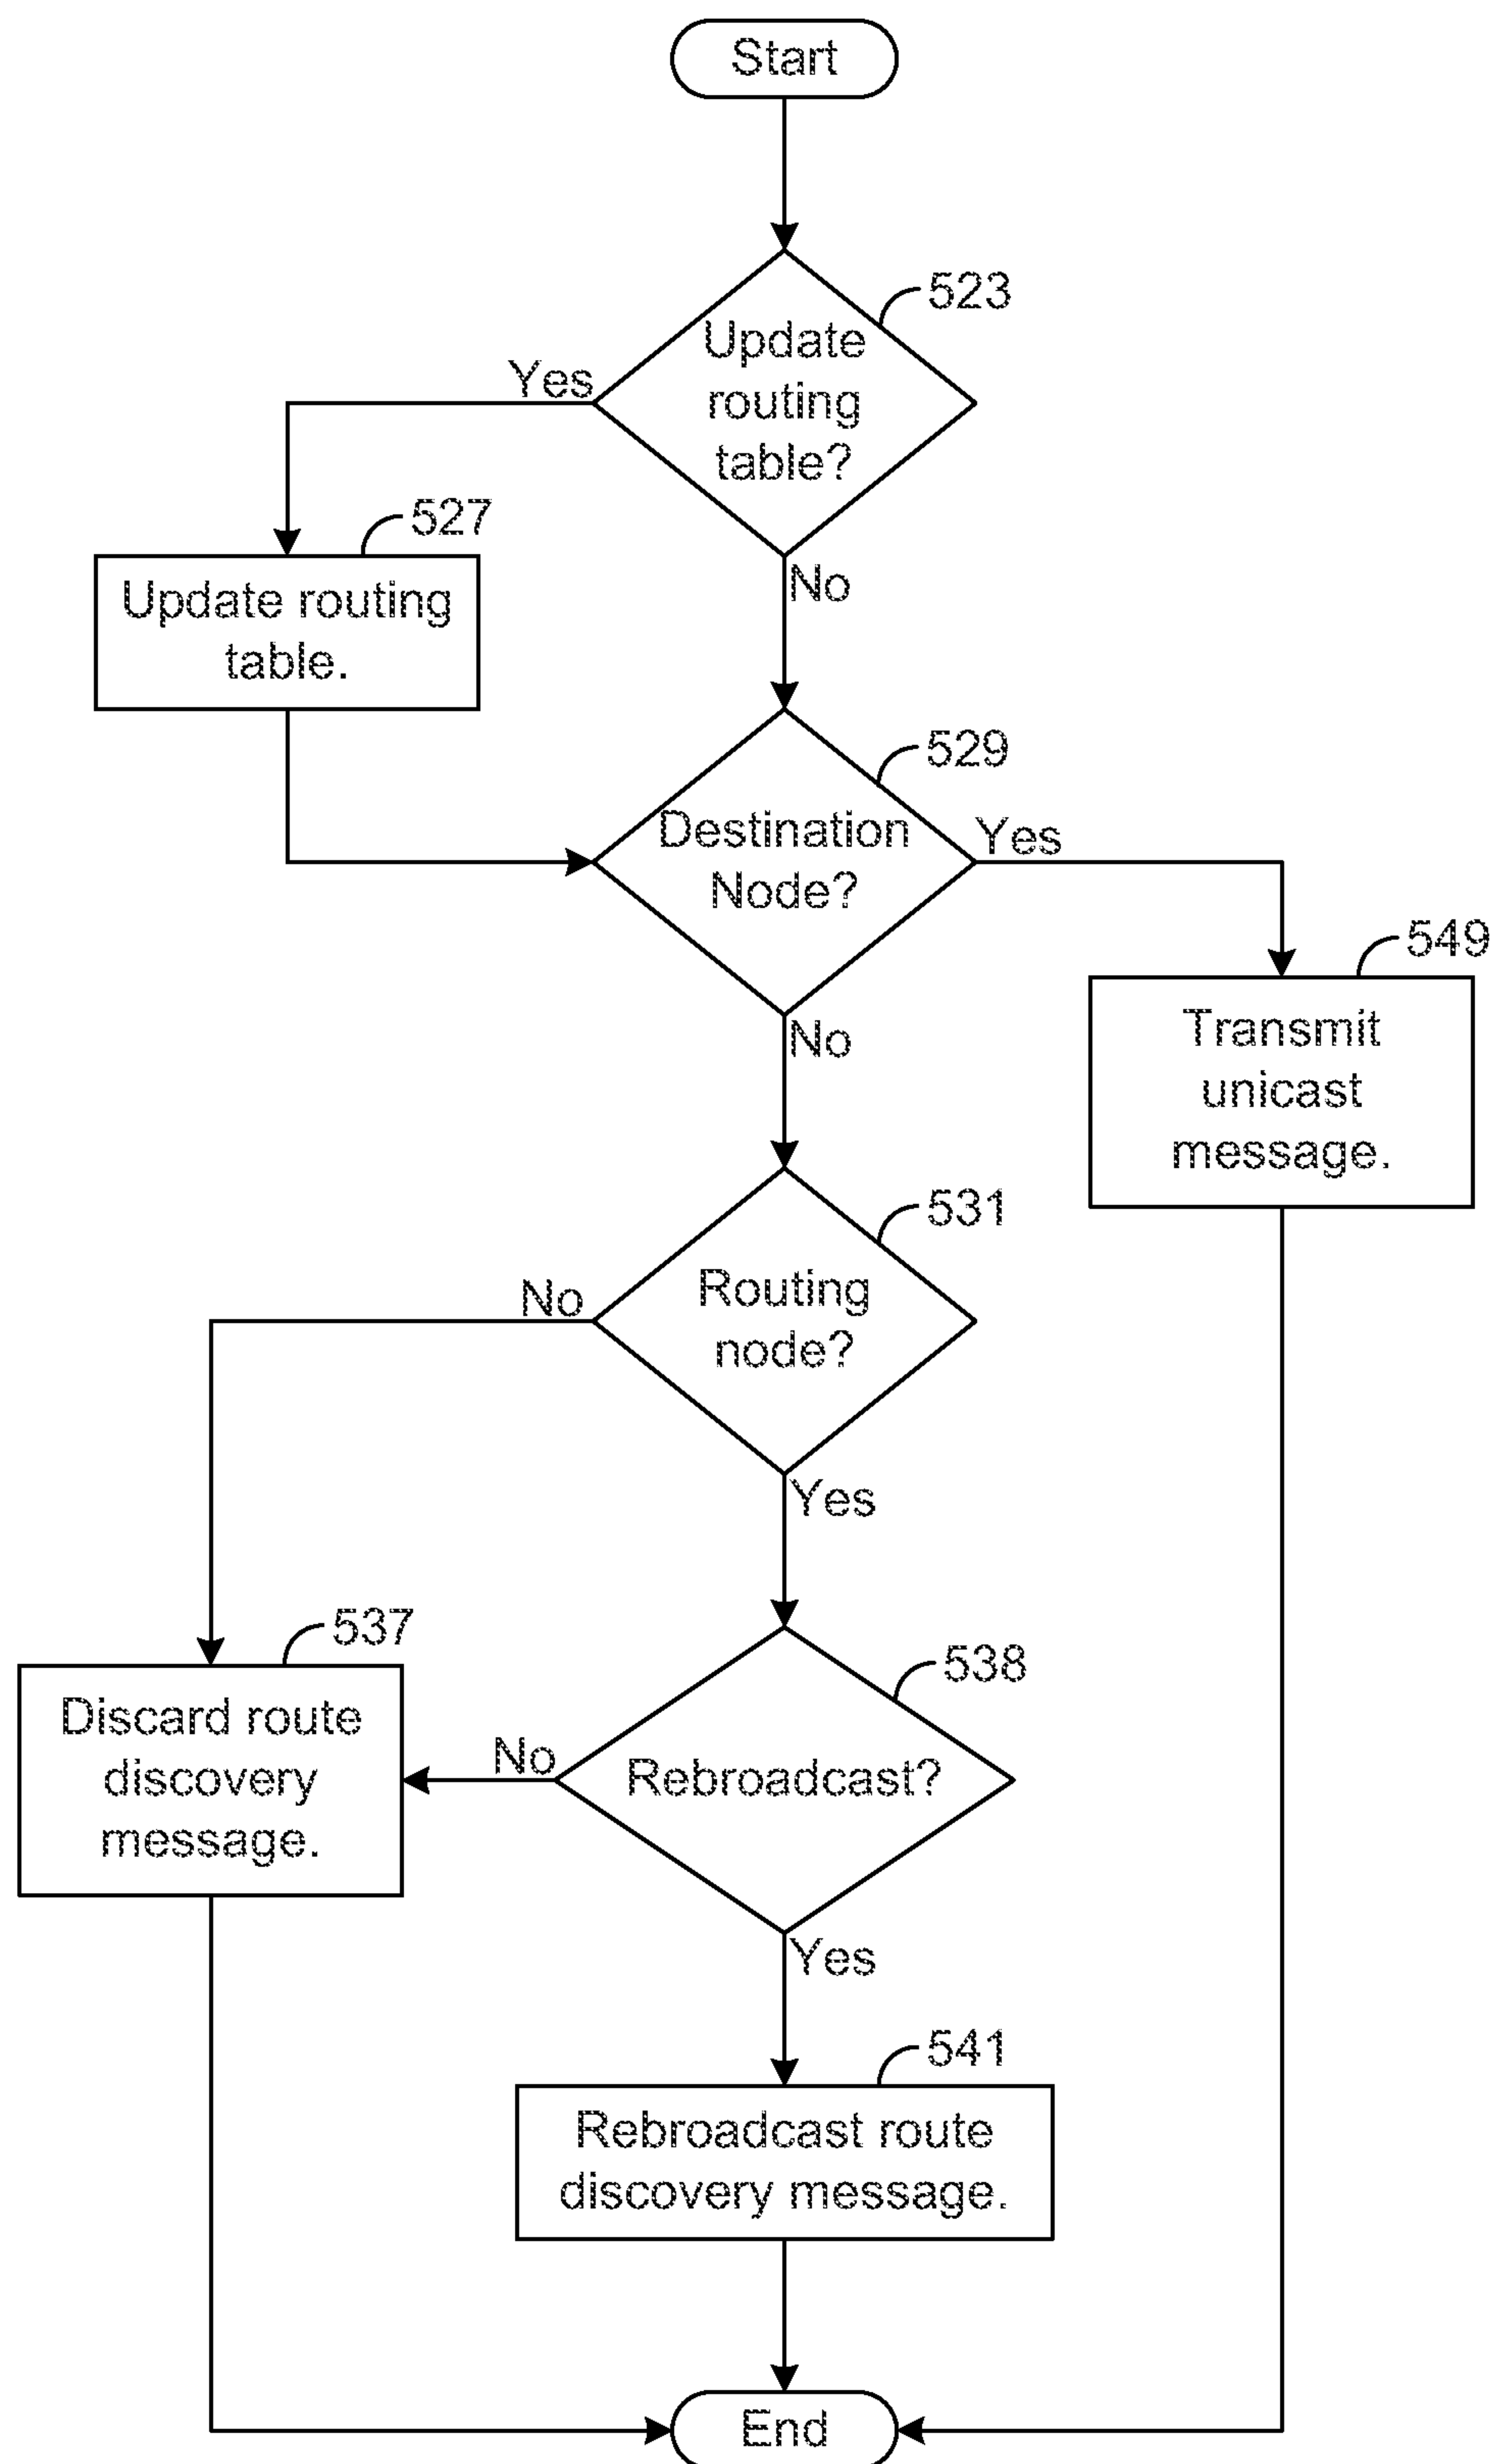 Start
523
Update
routing
table?
Yes
527
Update routing
table.
No
529
Destination
Node?
Yes
549
Transmit
unicast
message.
No
531
Routing
node?
No
Yes
537
Discard route
discovery
message.
538
Rebroadcast?
No
Yes
541
Rebroadcast route
discovery message.
End